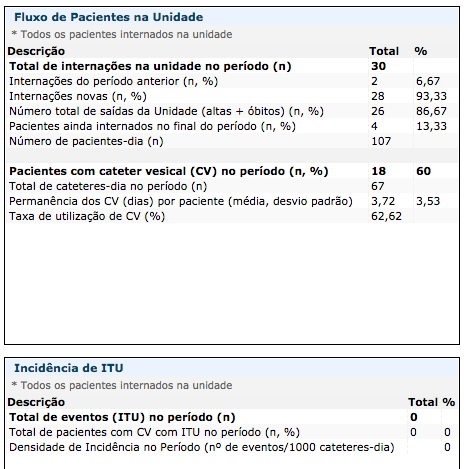 Fluxo de Pacientes na Unidade
* Todos os pacientes internados na unidade
Descrição Total %
Total de internações na unidade no período (n) 30
Internações do período anterior (n, %) 2 6,67
Internações novas (n, %) 28 93,33
Número total de saídas da Unidade (altas + óbitos) (n, %) 26 86,67
Pacientes ainda internados no final do período (n, %) 4 13,33
Número de pacientes-dia (n) 107
Pacientes com cateter vesical (CV) no período (n, %) 18 60
Total de cateteres-dia no período (n) 67
Permanência dos CV (dias) por paciente (média, desvio padrão) 3,72 3,53
Taxa de utilização de CV (%) 62,62
Incidência de ITU
* Todos os pacientes internados na unidade
Descrição Total %
Total de eventos (ITU) no período (n) 0
Total de pacientes com CV com ITU no período (n, %) 0 0
Densidade de Incidência no Período (nº de eventos/1000 cateteres-dia) 0